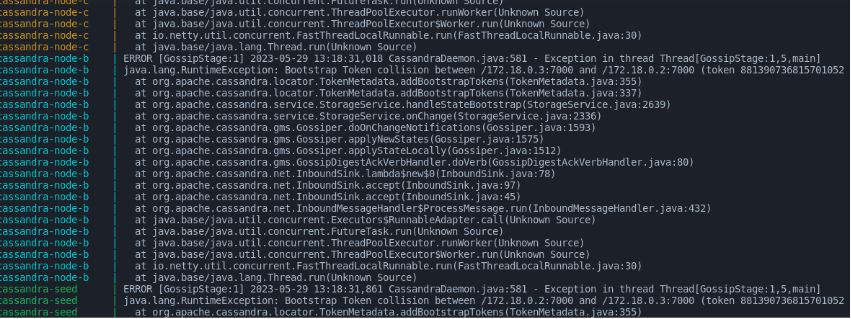 cassandra-node-c | at java.base/java.util.concurrent.FutureTask.run(Unknown Source)
cassandra-node-c | at java.base/java.util.concurrent.ThreadPoolExecutor.runWorker(Unknown Source)
cassandra-node-c | at java.base/java.util.concurrent.ThreadPoolExecutor$Worker.run(Unknown Source)
cassandra-node-c | at io.netty.util.concurrent.FastThreadLocalRunnable.run(FastThreadLocalRunnable.java:30)
cassandra-node-c | at java.base/java.lang.Thread.run(Unknown Source)
cassandra-node-b | ERROR [GossipStage:1] 2023-05-29 13:18:31,018 CassandraDaemon.java:581 - Exception in thread Thread[GossipStage:1,5,main]
cassandra-node-b | java.lang.RuntimeException: Bootstrap Token collision between /172.18.0.3:7000 and /172.18.0.2:7000 (token 881390736815701052
cassandra-node-b | at org.apache.cassandra.locator.TokenMetadata.addBootstrapTokens(TokenMetadata.java:355)
cassandra-node-b | at org.apache.cassandra.locator.TokenMetadata.addBootstrapTokens(TokenMetadata.java:337)
cassandra-node-b | at org.apache.cassandra.service.StorageService.handleStateBootstrap(StorageService.java:2639)
cassandra-node-b | at org.apache.cassandra.service.StorageService.onChange(StorageService.java:2336)
cassandra-node-b | at org.apache.cassandra.gms.Gossiper.doOnChangeNotifications(Gossiper.java:1593)
cassandra-node-b | at org.apache.cassandra.gms.Gossiper.applyNewStates(Gossiper.java:1575)
cassandra-node-b | at org.apache.cassandra.gms.Gossiper.applyStateLocally(Gossiper.java:1512)
cassandra-node-b | at org.apache.cassandra.gms.GossipDigestAckVerbHandler.doVerb(GossipDigestAckVerbHandler.java:80)
cassandra-node-b | at org.apache.cassandra.net.InboundSink.lambda$new$0(InboundSink.java:78)
cassandra-node-b | at org.apache.cassandra.net.InboundSink.accept(InboundSink.java:97)
cassandra-node-b | at org.apache.cassandra.net.InboundSink.accept(InboundSink.java:45)
cassandra-node-b | at org.apache.cassandra.net.InboundMessageHandler$ProcessMessage.run(InboundMessageHandler.java:432)
cassandra-node-b | at java.base/java.util.concurrent.Executors$RunnableAdapter.call(Unknown Source)
cassandra-node-b | at java.base/java.util.concurrent.FutureTask.run(Unknown Source)
cassandra-node-b | at java.base/java.util.concurrent.ThreadPoolExecutor.runWorker(Unknown Source)
cassandra-node-b | at java.base/java.util.concurrent.ThreadPoolExecutor$Worker.run(Unknown Source)
cassandra-node-b | at io.netty.util.concurrent.FastThreadLocalRunnable.run(FastThreadLocalRunnable.java:30)
cassandra-node-b | at java.base/java.lang.Thread.run(Unknown Source)
cassandra-seed | ERROR [GossipStage:1] 2023-05-29 13:18:31,861 CassandraDaemon.java:581 - Exception in thread Thread[GossipStage:1,5,main]
cassandra-seed | java.lang.RuntimeException: Bootstrap Token collision between /172.18.0.2:7000 and /172.18.0.3:7000 (token 881390736815701052
cassandra-seed | at org.apache.cassandra.locator.TokenMetadata.addBootstrapTokens(TokenMetadata.java:355)